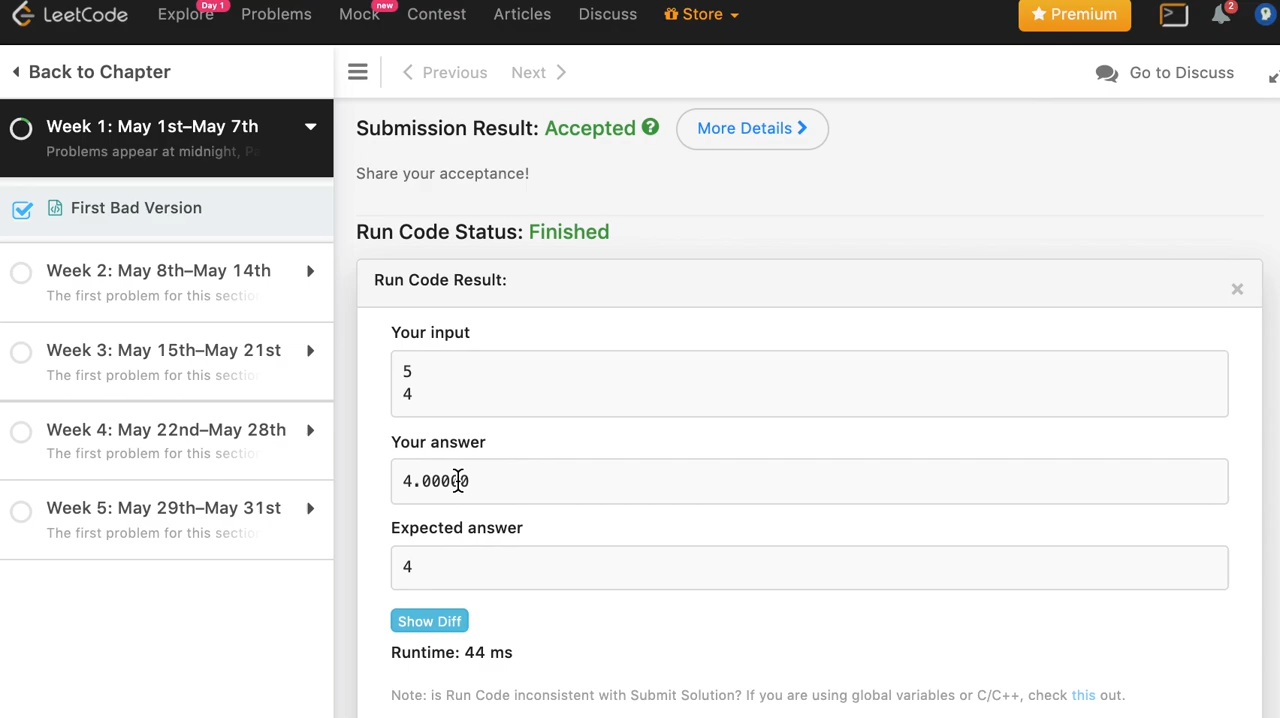 LeetCode
Explore
Day 1
Problems
Mock
new
Contest
Articles
Discuss
Store
Premium
2
Back to Chapter
Previous
Next
Go to Discuss
Week 1: May 1st–May 7th
Problems appear at midnight,
First Bad Version
Week 2: May 8th–May 14th
The first problem for this
Week 3: May 15th–May 21st
The first problem for this
Week 4: May 22nd–May 28th
The first problem for this
Week 5: May 29th–May 31st
The first problem for this
Submission Result: Accepted
More Details
Share your acceptance!
Run Code Status: Finished
Run Code Result:
×
Your input
5
4
Your answer
4.00000
Expected answer
4
Show Diff
Runtime: 44 ms
Note: is Run Code inconsistent with Submit Solution? If you are using global variables or C/C++, check this out.